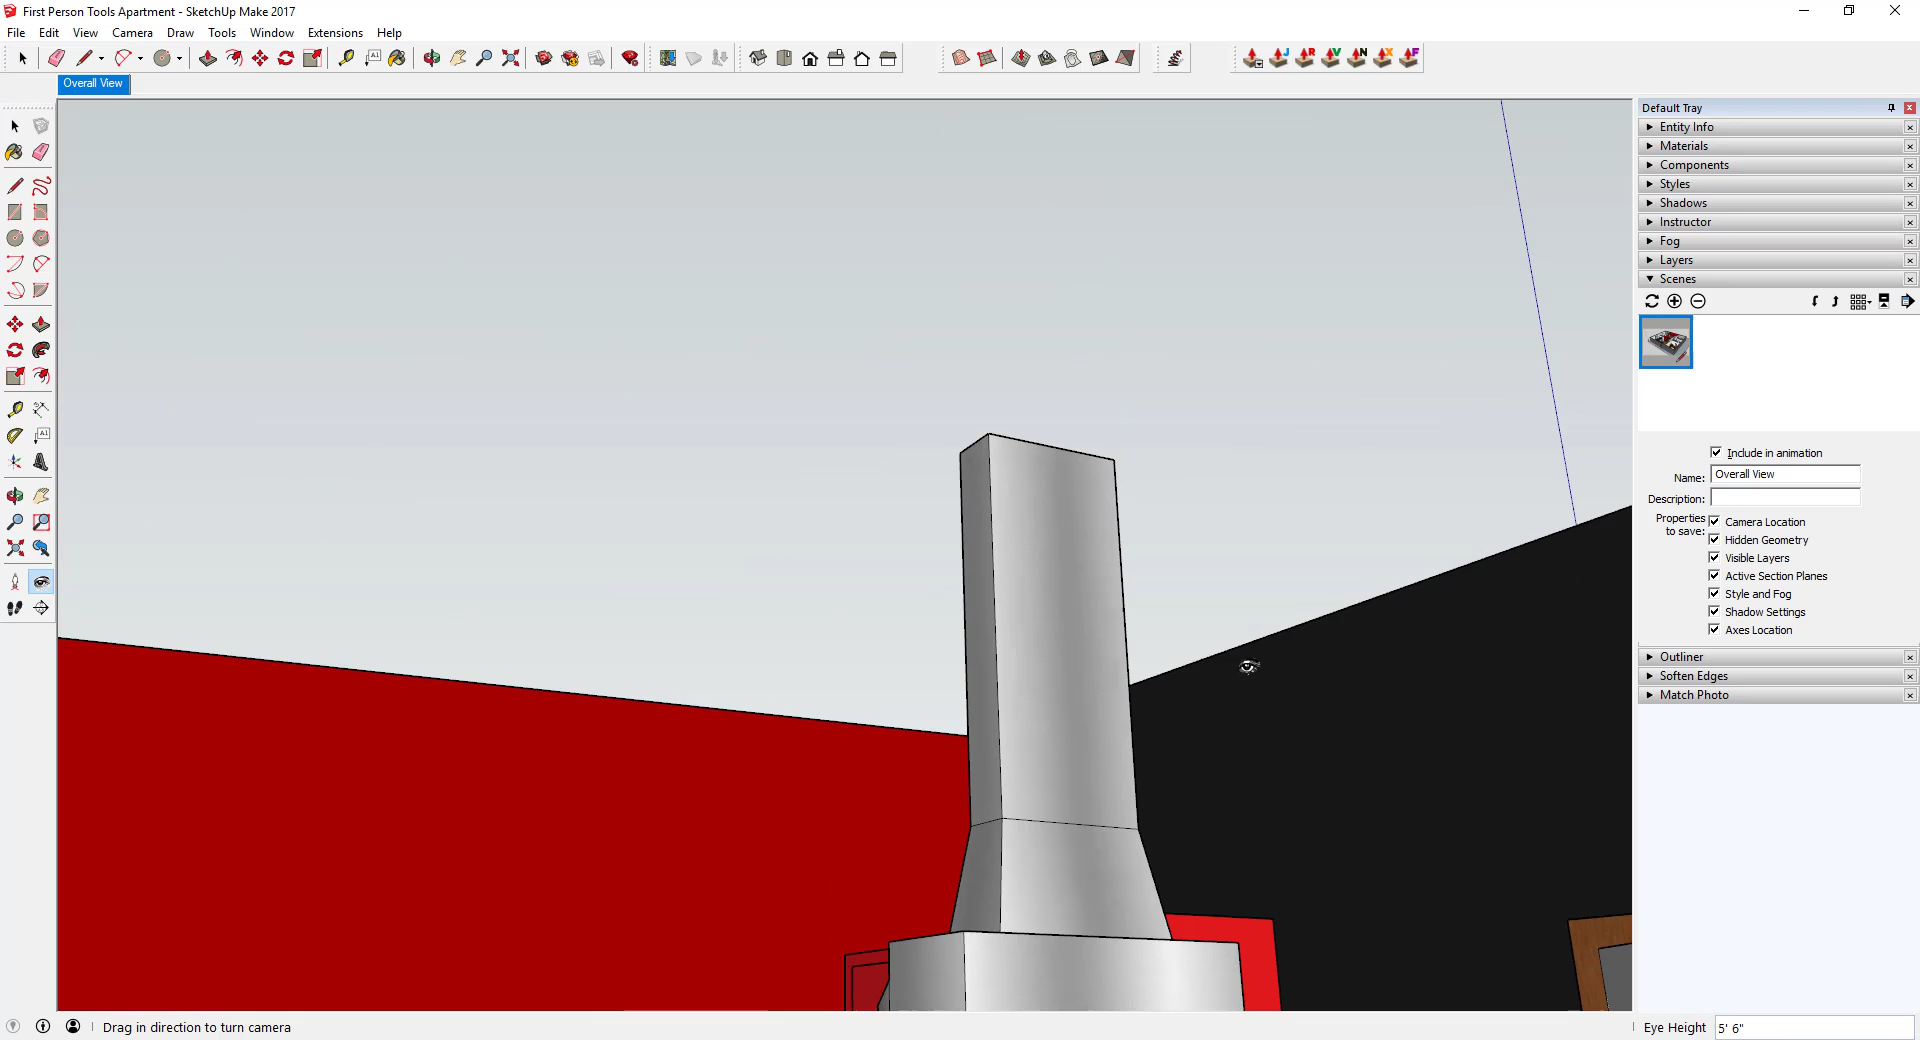 First Person Tools Apartment - SketchUp Make 2017
File Edit View Camera Draw Tools Window Extensions Help
J R V N X F
Overall View
Default Tray
Entity Info
Materials
Components
Styles
Shadows
Instructor
Fog
Layers
Scenes
Include in animation
Name: Overall View
Description:
Properties
to save:
Camera Location
Hidden Geometry
Visible Layers
Active Section Planes
Style and Fog
Shadow Settings
Axes Location
Outliner
Soften Edges
Match Photo
Drag in direction to turn camera
Eye Height 5' 6"